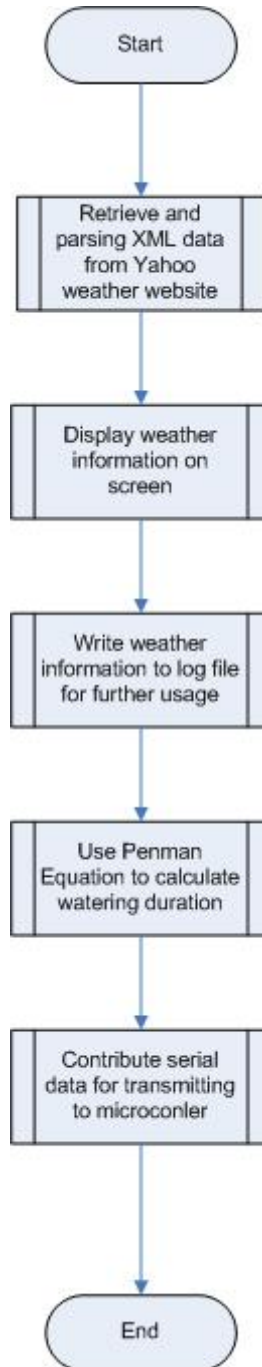 Start
Retrieve and
parsing XML data
from Yahoo
weather website
Display weather
information on
screen
Write weather
information to log file
for further usage
Use Penman
Equation to calculate
watering duration
Contribute serial
data for transmitting
to microconler
End